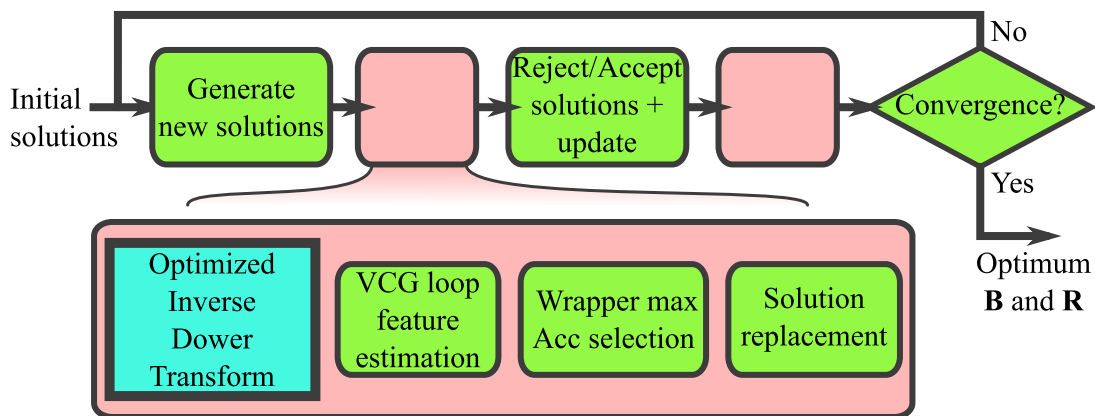 Initial
solutions
Generate
new solutions
Reject/Accept
solutions +
update
Convergence?
No
Yes
Optimum
B and R
Optimized
Inverse
Dower
Transform
VCG loop
feature
estimation
Wrapper max
Acc selection
Solution
replacement